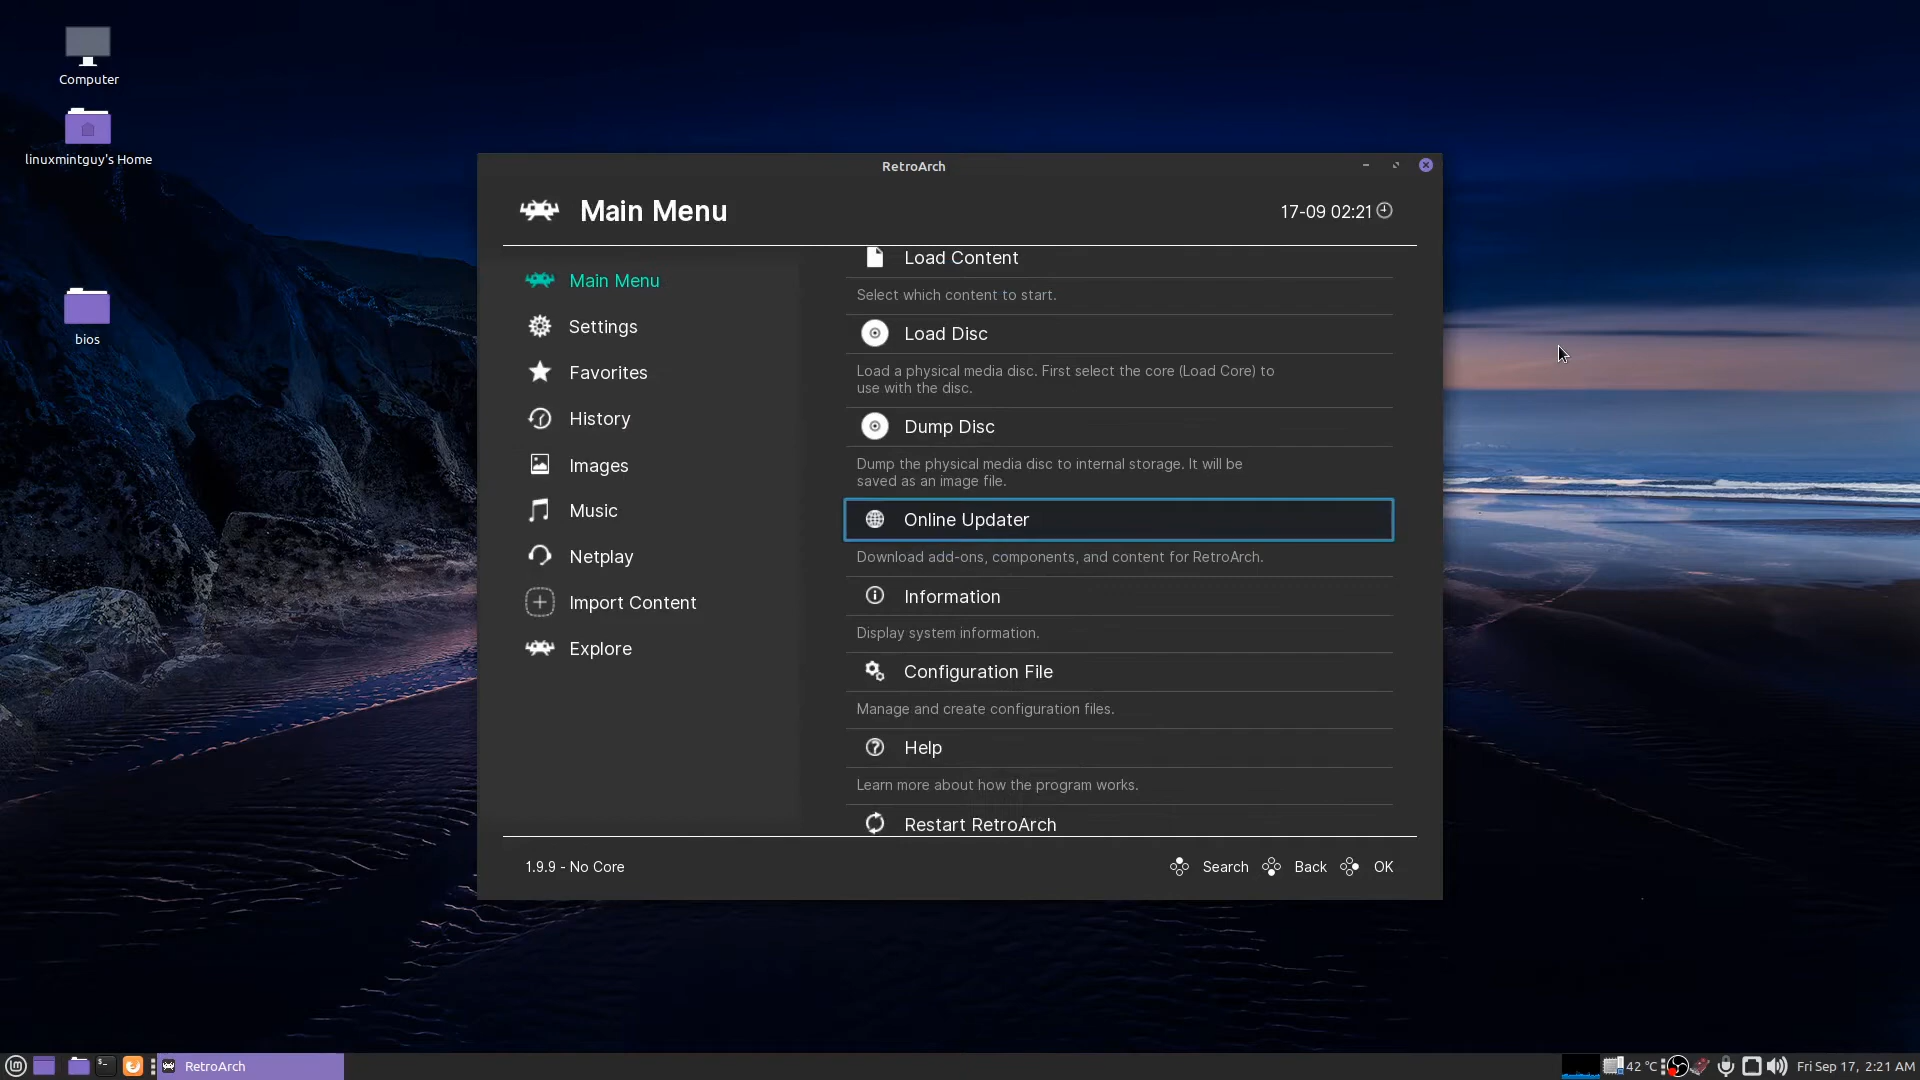 Computer
linuxmintguy's Home
bios
RetroArch
Main Menu
17-09 02:21
Main Menu
Settings
Favorites
History
Images
Music
Netplay
Import Content
Explore
Load Content
Select which content to start.
Load Disc
Load a physical media disc. First select the core (Load Core) to
use with the disc.
Dump Disc
Dump the physical media disc to internal storage. It will be
saved as an image file.
Online Updater
Download add-ons, components, and content for RetroArch.
Information
Display system information.
Configuration File
Manage and create configuration files.
Help
Learn more about how the program works.
Restart RetroArch
1.9.9 - No Core
Search
Back
OK
RetroArch
42 °C
Fri Sep 17, 2:21 AM